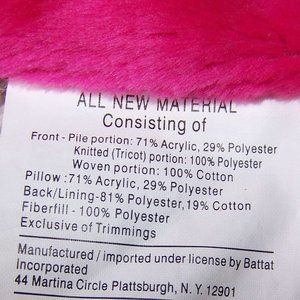 ALL NEW MATERIAL
Consisting of
Front - Pile portion: 71% Acrylic, 29% Polyester
Knitted (Tricot) portion: 100% Polyester
Woven portion: 100% Cotton
Pillow :71% Acrylic, 29% Polyester
Back/Lining-81% Polyester,19% Cotton
Fiberfill - 100% Polyester
Exclusive of Trimmings
Manufactured / imported under license by Battat
Incorporated
44 Martina Circle Plattsburgh, N. Y. 12901